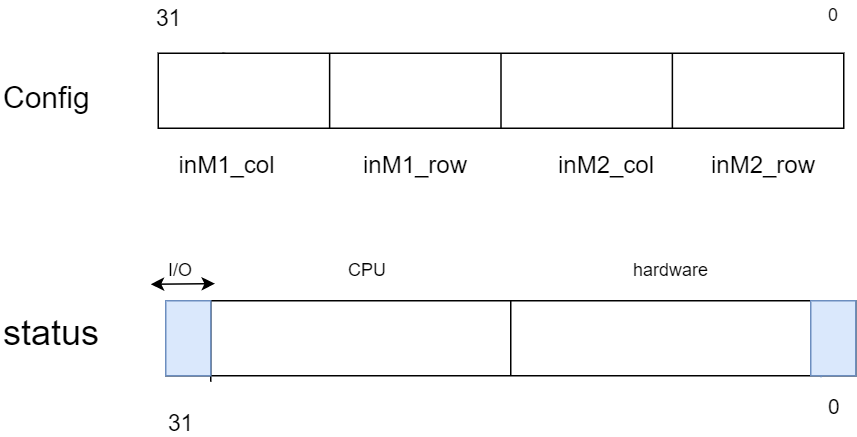 31 0
Config
inM1_col inM1_row inM2_col inM2_row
I/O CPU hardware
status
31 0